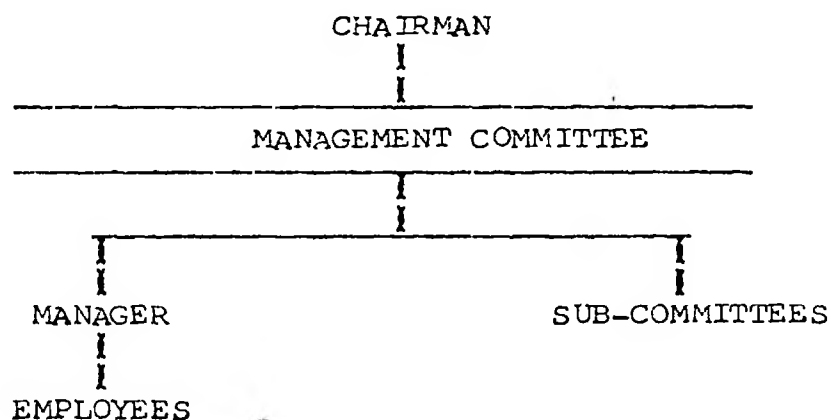 CHAIRMAN
MANAGEMENT COMMITTEE
MANAGER SUB-COMMITTEES
EMPLOYEES